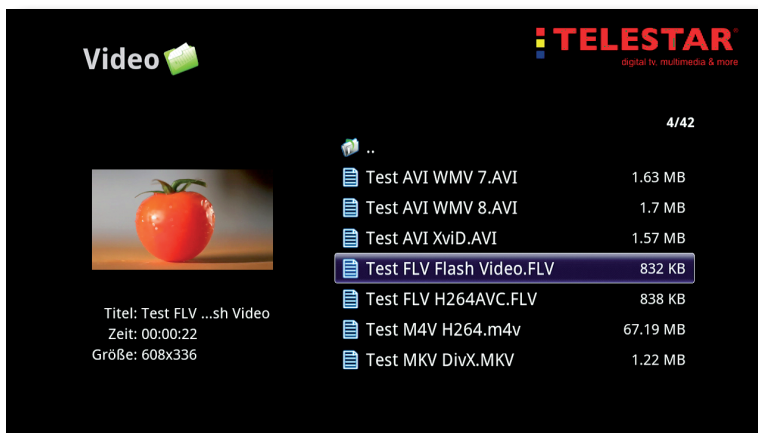 Video
TELESTAR
digital tv, multimedia & more
4/42
..
Test AVI WMV 7.AVI 1.63 MB
Test AVI WMV 8.AVI 1.7 MB
Test AVI XviD.AVI 1.57 MB
Test FLV Flash Video.FLV 832 KB
Test FLV H264AVC.FLV 838 KB
Test M4V H264.m4v 67.19 MB
Test MKV DivX.MKV 1.22 MB
Titel: Test FLV ...sh Video
Zeit: 00:00:22
Größe: 608x336